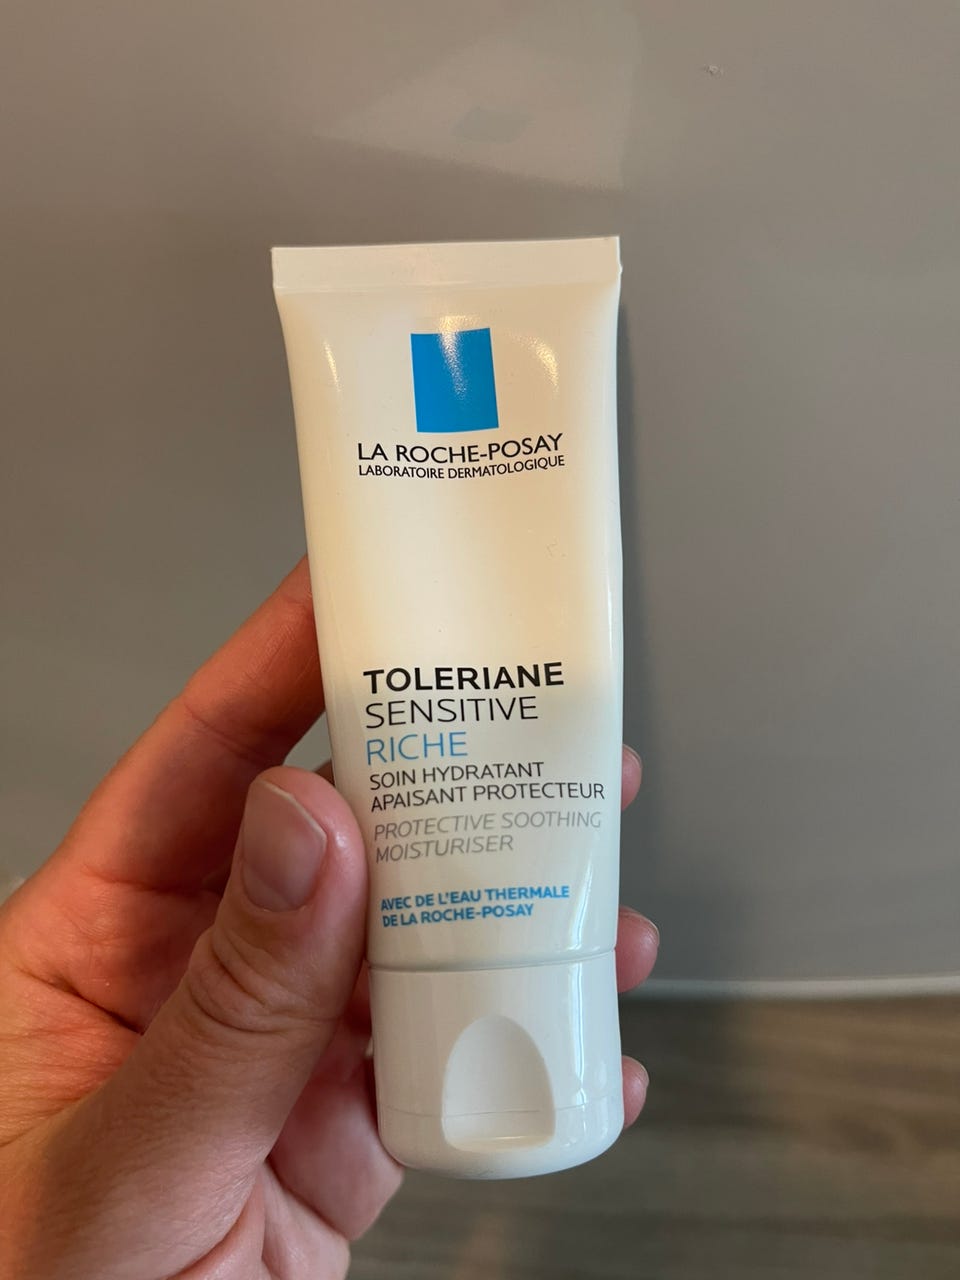 LA ROCHE-POSAY
LABORATOIRE DERMATOLOGIQUE
TOLERIANE
SENSITIVE
RICHE
SOIN HYDRATANT
APAISANT PROTECTEUR
PROTECTIVE SOOTHING
MOISTURISER
AVEC DE L'EAU THERMALE
DE LA ROCHE-POSAY